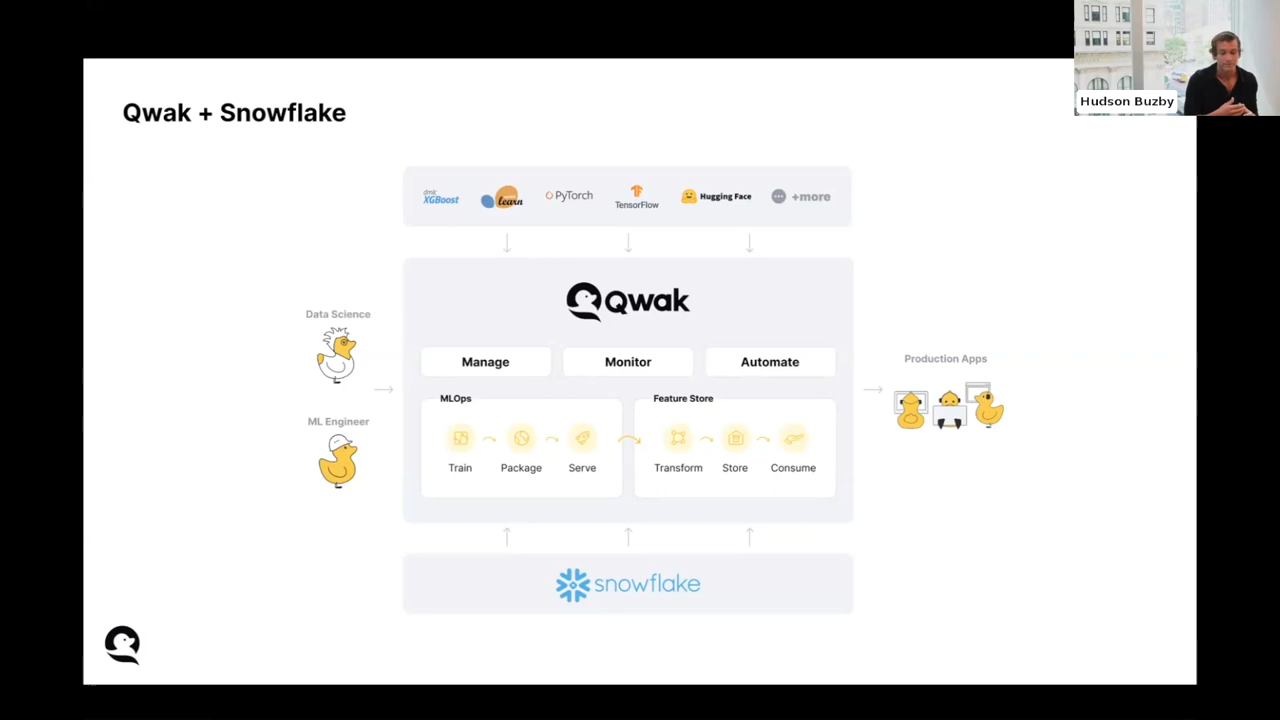 Hudson Buzby
Qwak + Snowflake
dmlc
XGBoost
learn
PyTorch
TensorFlow
Hugging Face
+more
Qwak
Data Science
ML Engineer
Manage
Monitor
Automate
MLOps
Train
Package
Serve
Feature Store
Transform
Store
Consume
Production Apps
snowflake